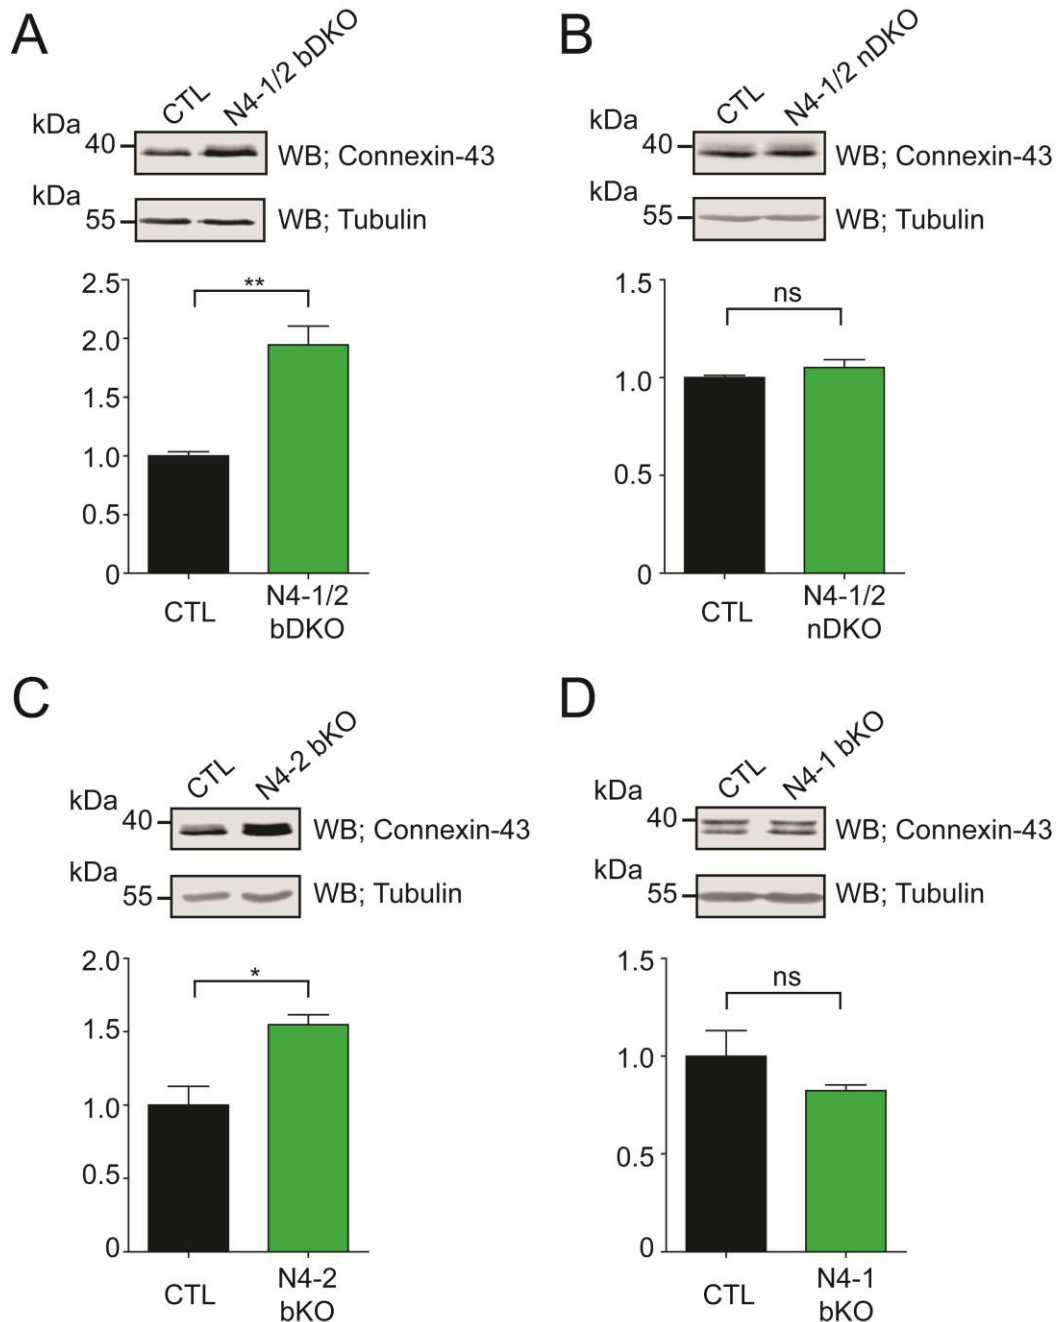 A
CTL N4-1/2 bDKO
kDa
40 WB; Connexin-43
kDa
55 WB; Tubulin
2.5
**
2.0
1.5
1.0
0.5
0
CTL N4-1/2
bDKO
B
CTL N4-1/2 nDKO
kDa
40 WB; Connexin-43
kDa
55 WB; Tubulin
1.5
ns
1.0
0.5
0
CTL N4-1/2
nDKO
C
CTL N4-2 bKO
kDa
40 WB; Connexin-43
kDa
55 WB; Tubulin
2.0
*
1.5
1.0
0.5
0
CTL N4-2
bKO
D
CTL N4-1 bKO
kDa
40 WB; Connexin-43
kDa
55 WB; Tubulin
1.5
ns
1.0
0.5
0
CTL N4-1
bKO